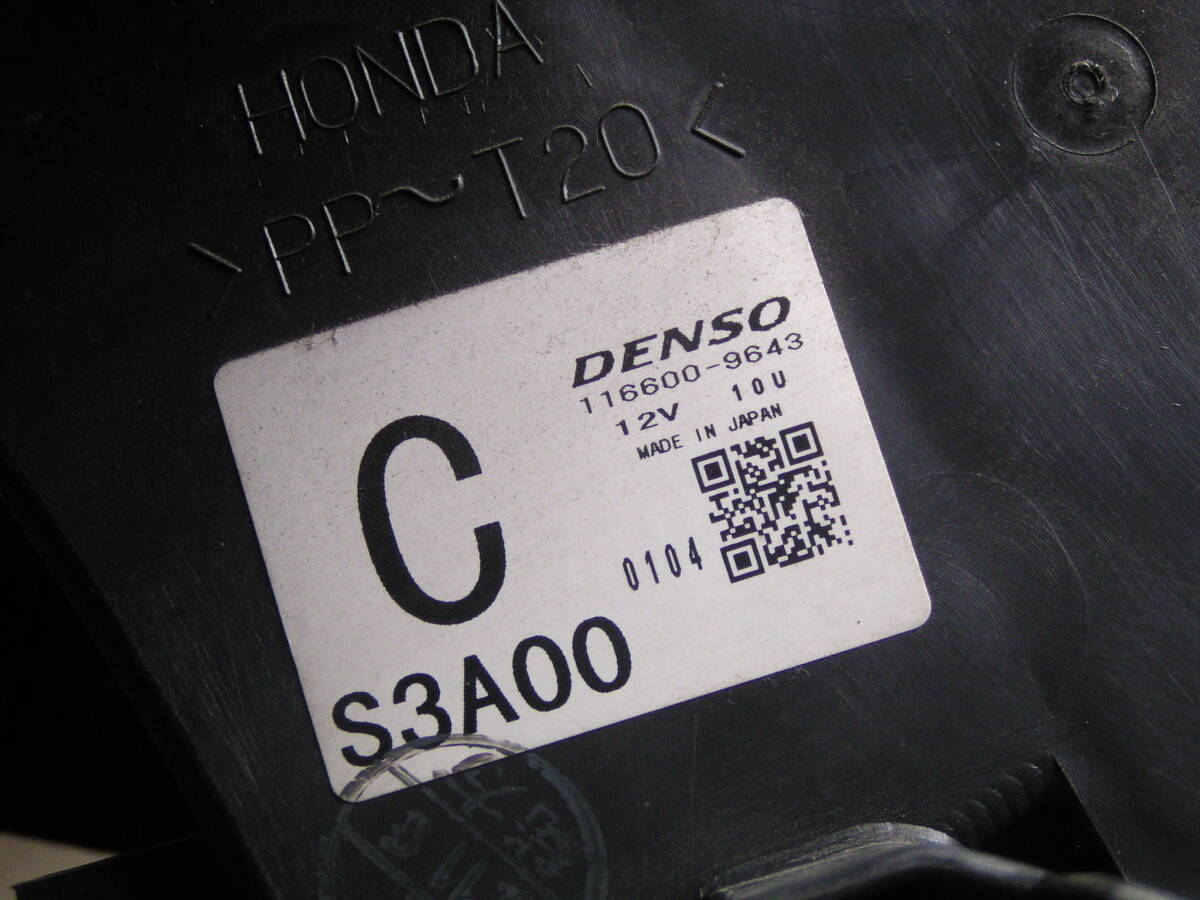 HONDA
>PP～T20<
DENSO
116600-9643
12V 10U
MADE IN JAPAN
C
0104
S3A00